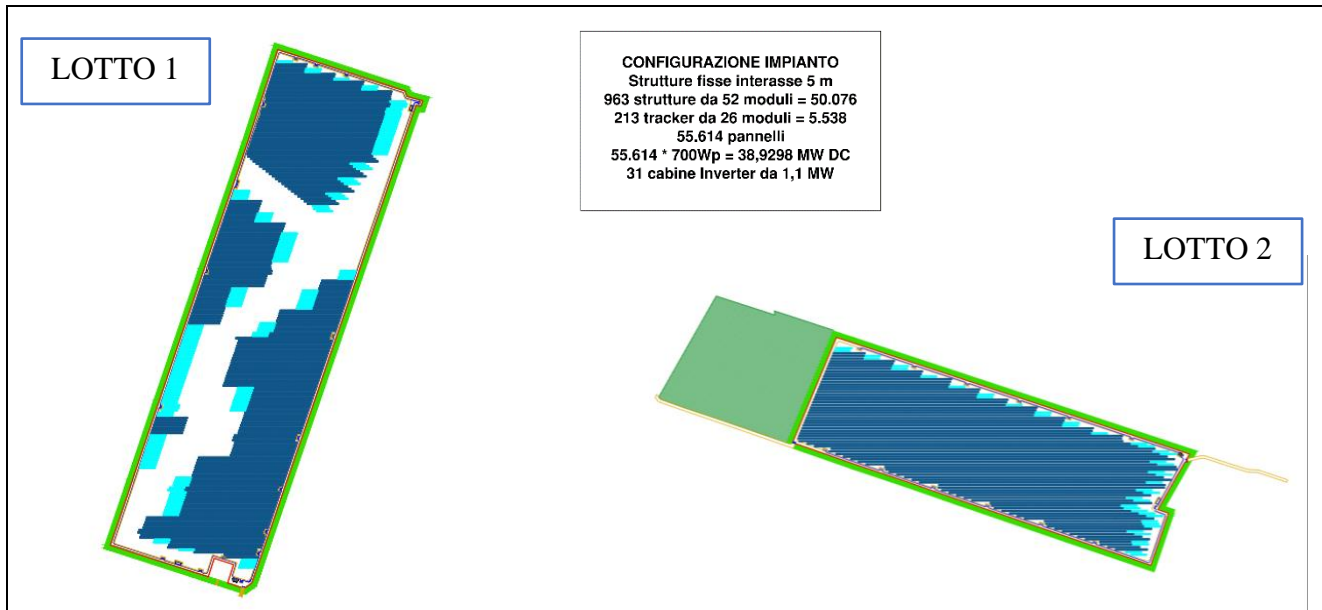 LOTTO 1
CONFIGURAZIONE IMPIANTO
Strutture fisse interasse 5 m
963 strutture da 52 moduli = 50.076
213 tracker da 26 moduli = 5.538
55.614 pannelli
55.614 * 700Wp = 38,9298 MW DC
31 cabine Inverter da 1,1 MW
LOTTO 2